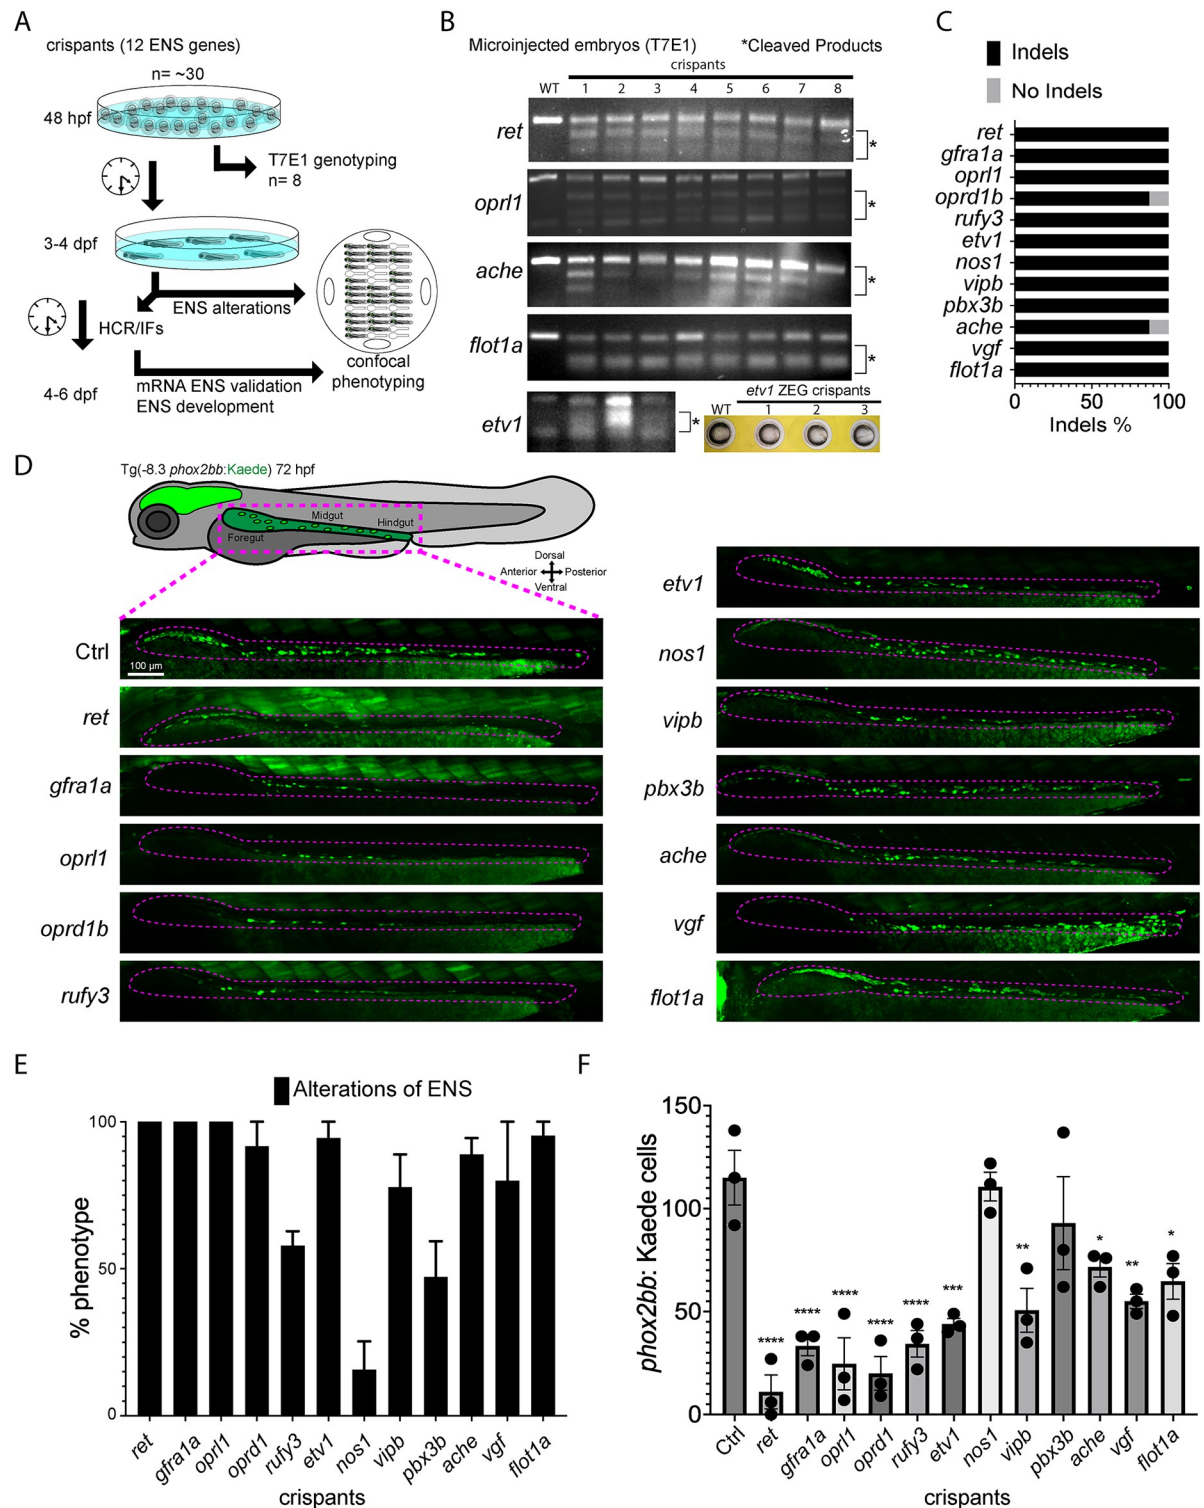 A
crispants (12 ENS genes)
n= ~30
48 hpf
T7E1 genotyping
n= 8
3-4 dpf
ENS alterations
HCR/IFs
confocal
phenotyping
mRNA ENS validation
ENS development
4-6 dpf
B
Microinjected embryos (T7E1) *Cleaved Products
crispants
WT 1 2 3 4 5 6 7 8
ret *
oprl1 *
ache *
flot1a *
etv1 *
etv1 ZEG crispants
WT 1 2 3
C
Indels
No Indels
ret
gfra1a
oprl1
oprd1b
rufy3
etv1
nos1
vipb
pbx3b
ache
vgf
flot1a
0 50 100
Indels %
D
Tg(-8.3 phox2bb:Kaede) 72 hpf
Midgut
Hindgut
Foregut
Dorsal
Anterior Posterior
Ventral
Ctrl
100 µm
ret
gfra1a
oprl1
oprd1b
rufy3
etv1
nos1
vipb
pbx3b
ache
vgf
flot1a
E
Alterations of ENS
% phenotype
100
50
0
ret gfra1a oprl1 oprd1 rufy3 etv1 nos1 vipb pbx3b ache vgf flot1a
crispants
F
phox2bb: Kaede cells
150
100
50
0
**** **** **** **** **** *** ** * ** *
Ctrl ret gfra1a oprl1 oprd1 rufy3 etv1 nos1 vipb pbx3b ache vgf flot1a
crispants